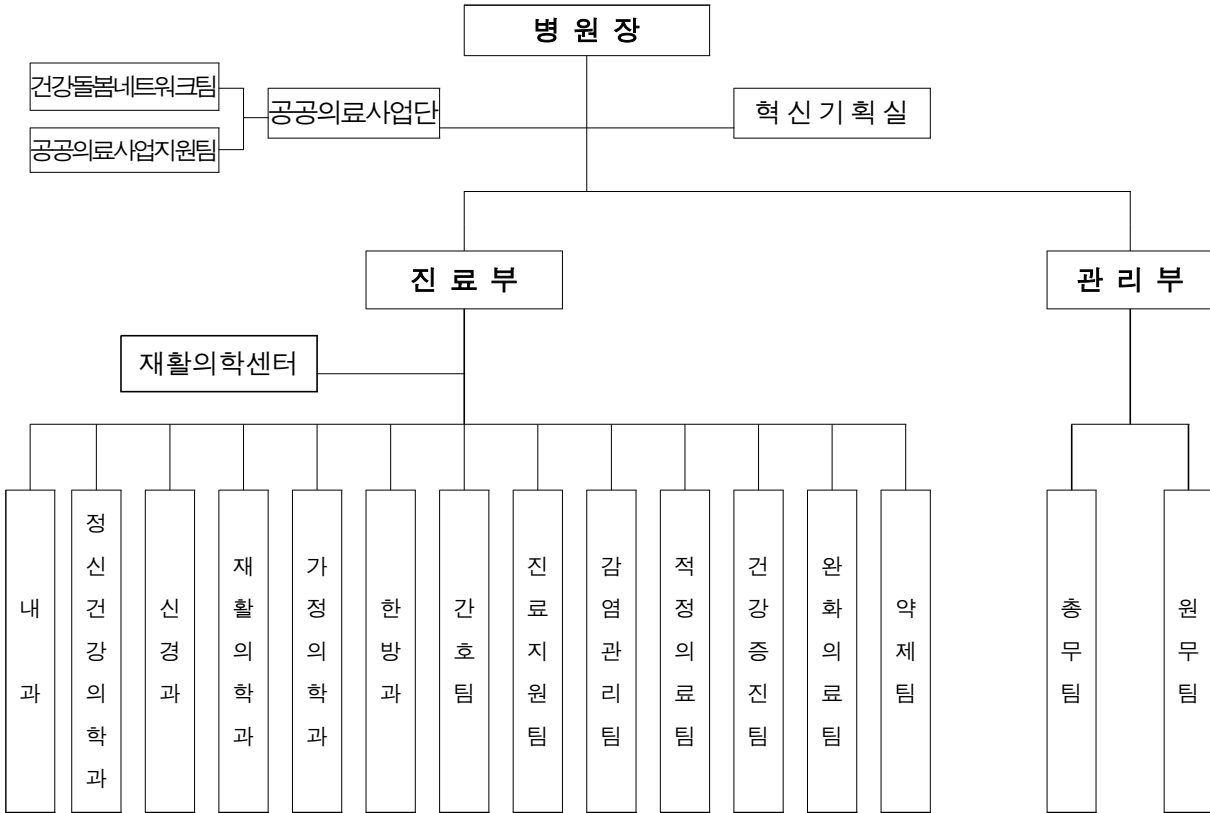 병 원 장
건강돌봄네트워크팀
공공의료사업단
혁 신 기 획 실
공공의료사업지원팀
진 료 부
관 리 부
재활의학센터
내과
정신건강의학과
신경과
재활의학과
가정의학과
한방과
간호팀
진료지원팀
감염관리팀
적정의료팀
건강증진팀
완화의료팀
약제팀
총무팀
원무팀